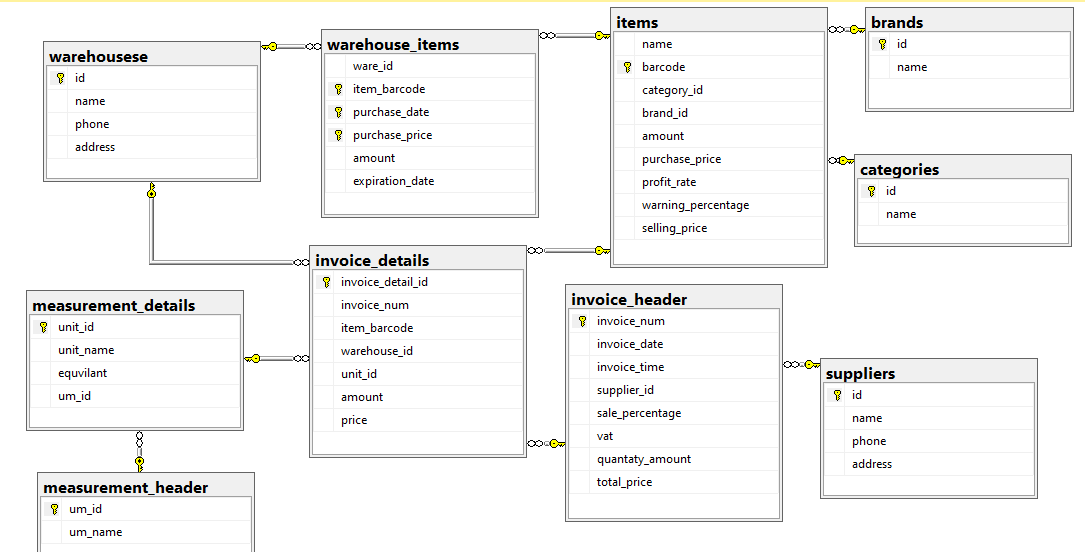 warehousese
id
name
phone
address
warehouse_items
ware_id
item_barcode
purchase_date
purchase_price
amount
expiration_date
items
name
barcode
category_id
brand_id
amount
purchase_price
profit_rate
warning_percentage
selling_price
brands
id
name
categories
id
name
invoice_details
invoice_detail_id
invoice_num
item_barcode
warehouse_id
unit_id
amount
price
measurement_details
unit_id
unit_name
equvilant
um_id
invoice_header
invoice_num
invoice_date
invoice_time
supplier_id
sale_percentage
vat
quantaty_amount
total_price
suppliers
id
name
phone
address
measurement_header
um_id
um_name